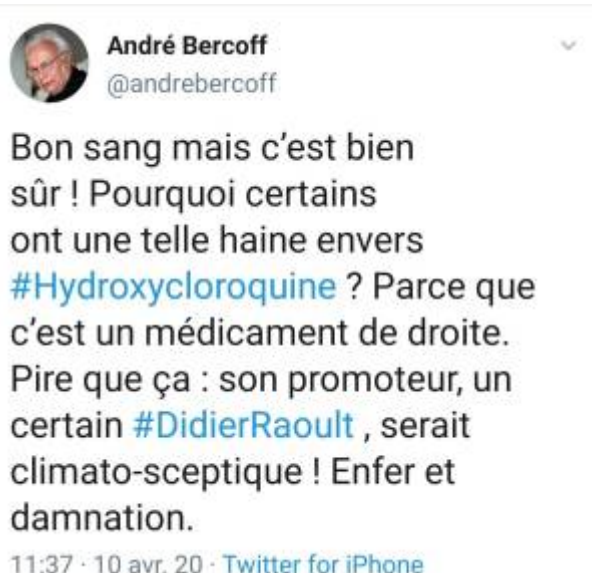 André Bercoff
@andrebercoff
Bon sang mais c'est bien
sûr ! Pourquoi certains
ont une telle haine envers
#Hydroxycloroquine ? Parce que
c'est un médicament de droite.
Pire que ça : son promoteur, un
certain #DidierRaoult , serait
climato-sceptique ! Enfer et
damnation.
11:37 · 10 avr. 20 · Twitter for iPhone